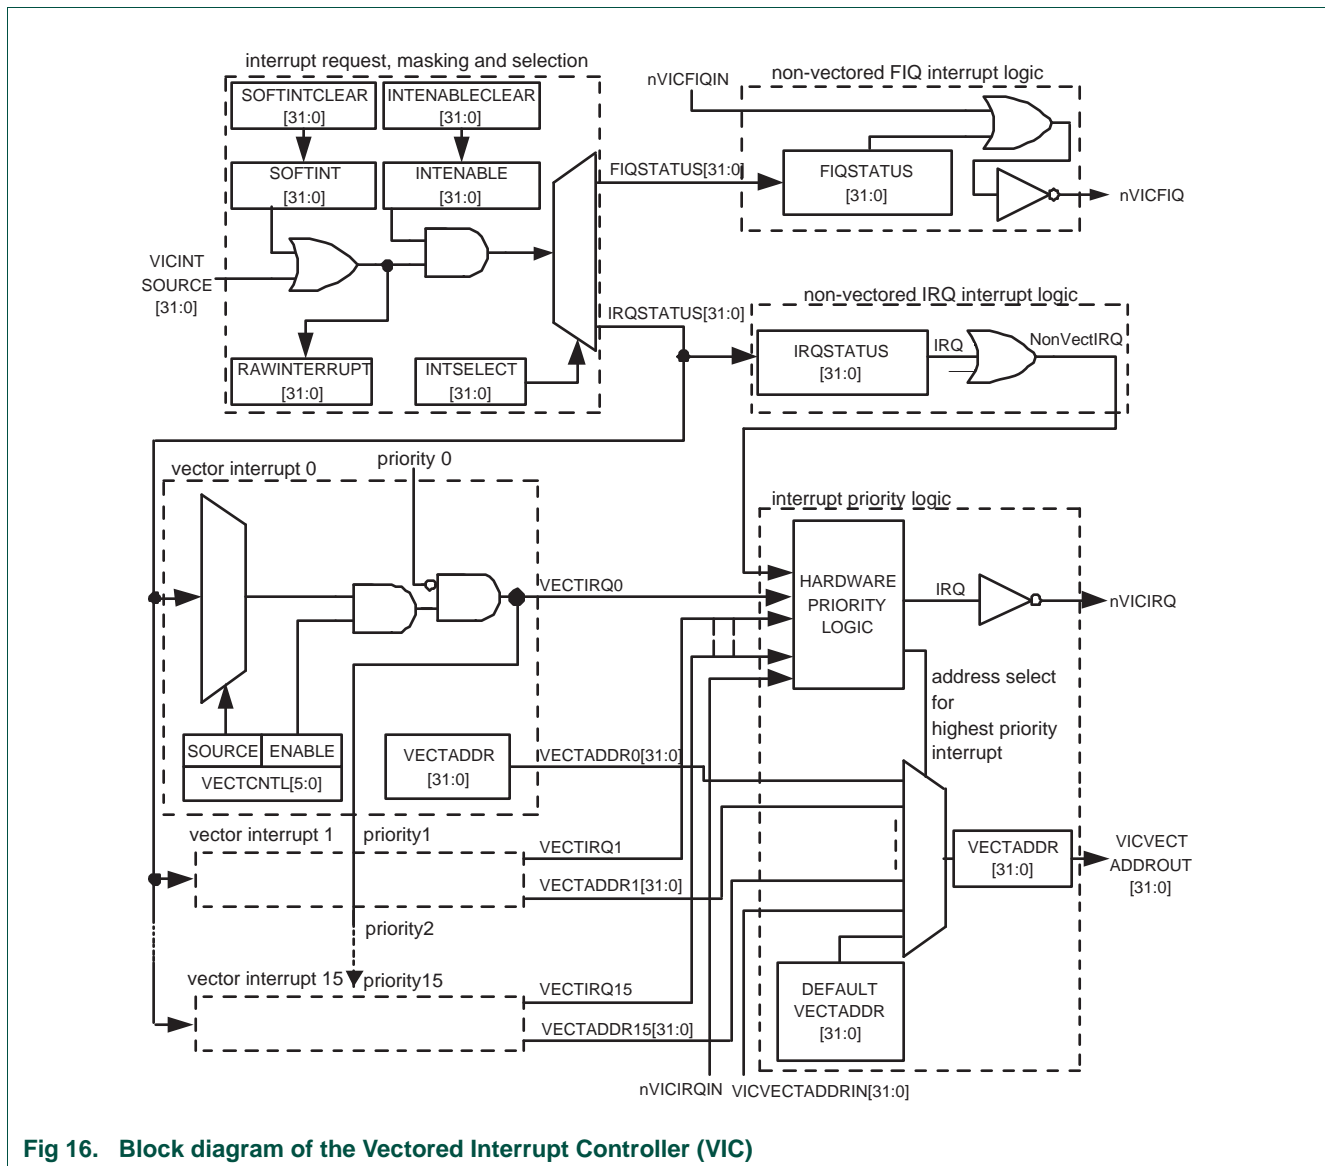 interrupt request, masking and selection
SOFTINTCLEAR
[31:0]
INTENABLECLEAR
[31:0]
SOFTINT
[31:0]
INTENABLE
[31:0]
VICINT
SOURCE
[31:0]
RAWINTERRUPT
[31:0]
INTSELECT
[31:0]
nVICFIQIN
non-vectored FIQ interrupt logic
FIQSTATUS[31:0]
FIQSTATUS
[31:0]
nVICFIQ
IRQSTATUS[31:0]
non-vectored IRQ interrupt logic
IRQSTATUS
[31:0]
IRQ
NonVectIRQ
vector interrupt 0
priority 0
VECTIRQ0
SOURCE
ENABLE
VECTCNTL[5:0]
VECTADDR
[31:0]
VECTADDR0[31:0]
interrupt priority logic
HARDWARE
PRIORITY
LOGIC
IRQ
nVICIRQ
address select
for
highest priority
interrupt
vector interrupt 1
priority1
VECTIRQ1
VECTADDR1[31:0]
VECTADDR
[31:0]
VICVECT
ADDROUT
[31:0]
priority2
vector interrupt 15
priority15
VECTIRQ15
VECTADDR15[31:0]
DEFAULT
VECTADDR
[31:0]
nVICIRQIN
VICVECTADDRIN[31:0]
Fig 16. Block diagram of the Vectored Interrupt Controller (VIC)